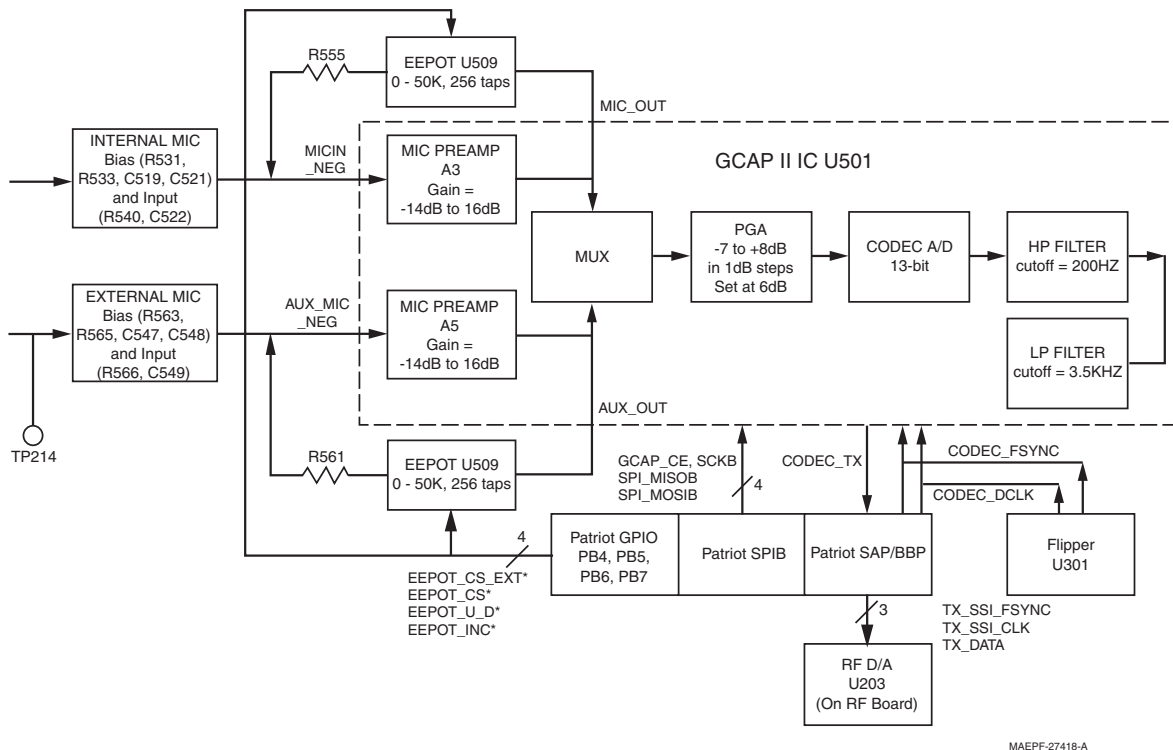 R555
EEPOT U509
0 - 50K, 256 taps
MIC_OUT
INTERNAL MIC
Bias (R531,
R533, C519, C521)
and Input
(R540, C522)
MICIN
_NEG
MIC PREAMP
A3
Gain =
-14dB to 16dB
GCAP II IC U501
MUX
PGA
-7 to +8dB
in 1dB steps
Set at 6dB
CODEC A/D
13-bit
HP FILTER
cutoff = 200HZ
EXTERNAL MIC
Bias (R563,
R565, C547, C548)
and Input
(R566, C549)
AUX_MIC
_NEG
MIC PREAMP
A5
Gain =
-14dB to 16dB
LP FILTER
cutoff = 3.5KHZ
AUX_OUT
TP214
R561
EEPOT U509
0 - 50K, 256 taps
GCAP_CE, SCKB
SPI_MISOB
SPI_MOSIB
4
CODEC_TX
CODEC_FSYNC
CODEC_DCLK
4
EEPOT_CS_EXT*
EEPOT_CS*
EEPOT_U_D*
EEPOT_INC*
Patriot GPIO
PB4, PB5,
PB6, PB7
Patriot SPIB
Patriot SAP/BBP
Flipper
U301
3
TX_SSI_FSYNC
TX_SSI_CLK
TX_DATA
RF D/A
U203
(On RF Board)
MAEPF-27418-A